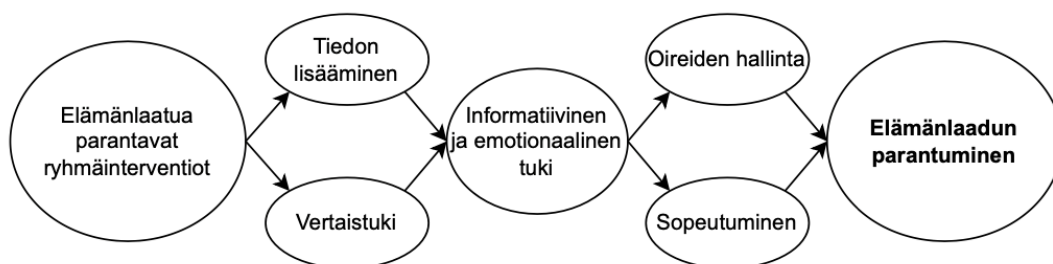 Elämänlaatua
parantavat
ryhmäinterventiot
Tiedon
lisääminen
Vertaistuki
Informatiivinen
ja emotionaalinen
tuki
Oireiden hallinta
Sopeutuminen
Elämänlaadun
parantuminen